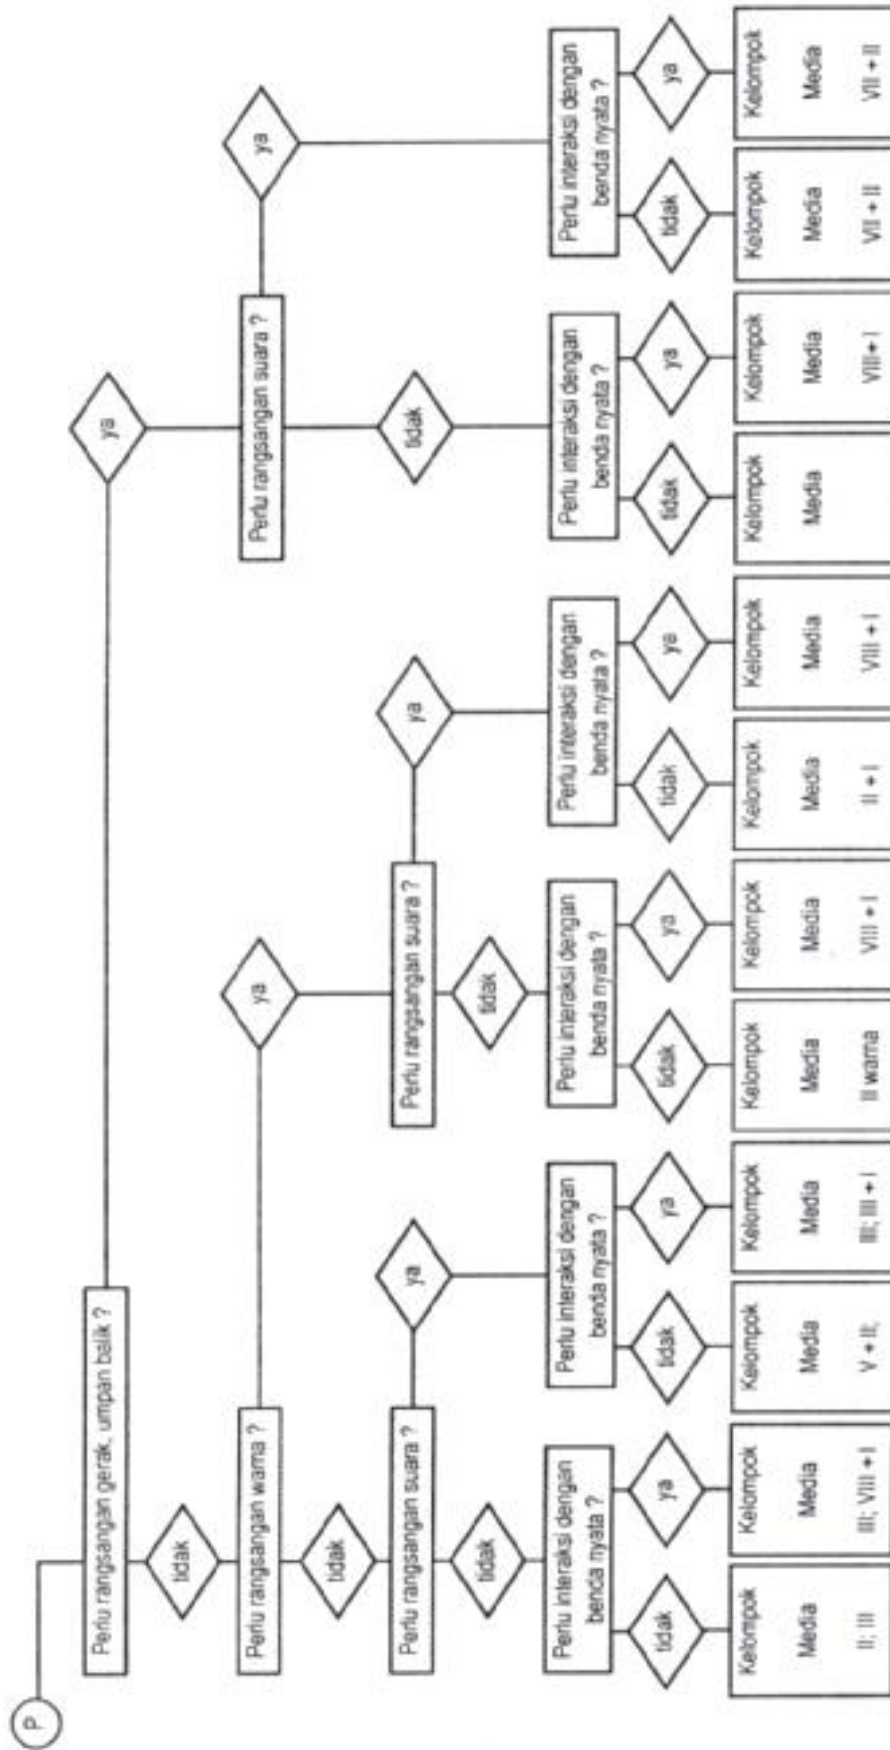 P
Perlu rangsangan gerak, umpan balik ?
ya
tidak
Perlu rangsangan warna ?
ya
Perlu rangsangan suara ?
ya
tidak
Perlu rangsangan suara ?
ya
Perlu rangsangan suara ?
ya
tidak
tidak
tidak
Perlu interaksi dengan
benda nyata ?
Perlu interaksi dengan
benda nyata ?
Perlu interaksi dengan
benda nyata ?
Perlu interaksi dengan
benda nyata ?
Perlu interaksi dengan
benda nyata ?
Perlu interaksi dengan
benda nyata ?
tidak
ya
tidak
ya
tidak
ya
tidak
ya
tidak
ya
tidak
ya
Kelompok
Media
II; III
Kelompok
Media
III; VIII + I
Kelompok
Media
V + II;
Kelompok
Media
III; IIII + I
Kelompok
Media
II warna
Kelompok
Media
VIII + I
Kelompok
Media
II + I
Kelompok
Media
VIII + I
Kelompok
Media
Kelompok
Media
VIII+ I
Kelompok
Media
VII + II
Kelompok
Media
VII + II